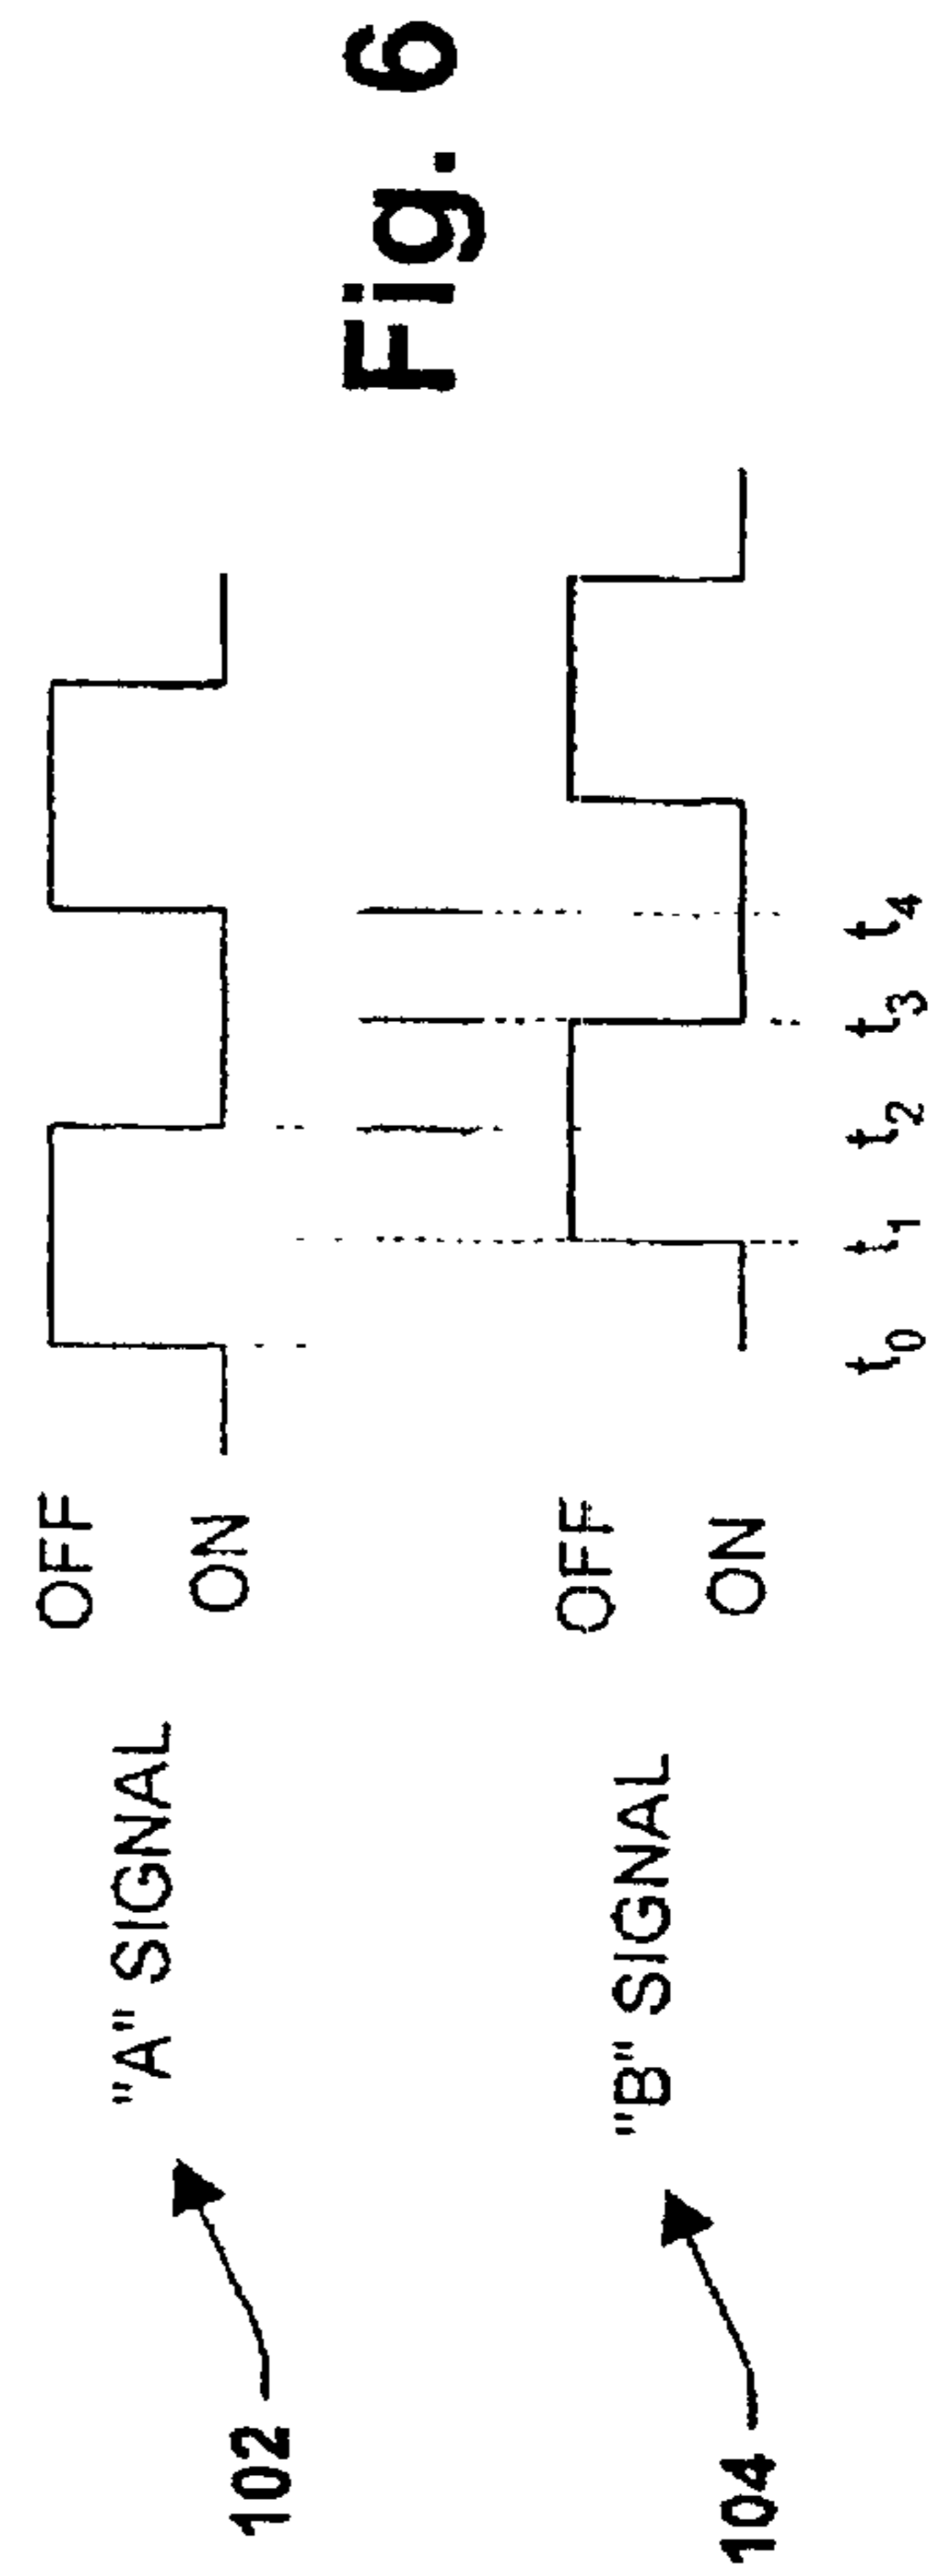 OFF
"A" SIGNAL
ON
102
OFF
"B" SIGNAL
ON
104
t0 t1 t2 t3 t4
Fig. 6